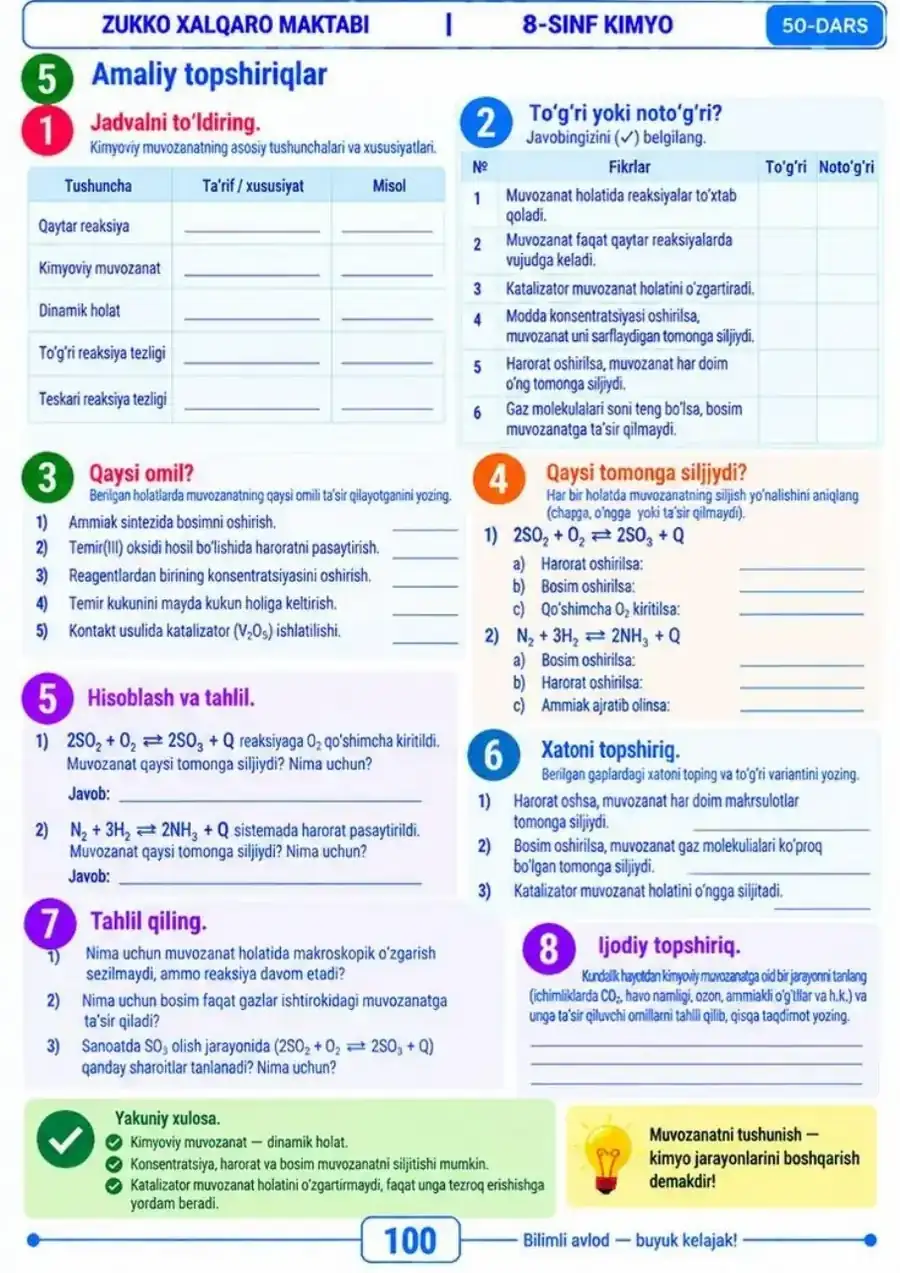 ZUKKO XALQARO MAKTABI | 8-SINF KIMYO 50-DARS
5 Amaliy topshiriqlar
1 Jadvalni to‘ldiring.
Kimyoviy muvozanatning asosiy tushunchalari va xususiyatlari.
Tushuncha Ta'rif / xususiyat Misol
Qaytar reaksiya
Kimyoviy muvozanat
Dinamik holat
To‘g‘ri reaksiya tezligi
Teskari reaksiya tezligi
2 To‘g‘ri yoki noto‘g‘ri?
Javobingizini (✓) belgilang.
№ Fikrlar To‘g‘ri Noto‘g‘ri
1 Muvozanat holatida reaksiyalar to‘xtab
qoladi.
2 Muvozanat faqat qaytar reaksiyalarda
vujudga keladi.
3 Katalizator muvozanat holatini o‘zgartiradi.
4 Modda konsentratsiyasi oshirilsa,
muvozanat uni sarflaydigan tomonga siljiydi.
5 Harorat oshirilsa, muvozanat har doim
o‘ng tomonga siljiydi.
6 Gaz molekulalari soni teng bo‘lsa, bosim
muvozanatga ta’sir qilmaydi.
3 Qaysi omil?
Berilgan holatlarda muvozanatning qaysi omili ta’sir qilayotganini yozing.
1) Ammiak sintezida bosimni oshirish.
2) Temir(III) oksidi hosil bo‘lishida haroratni pasaytirish.
3) Reagentlardan birining konsentratsiyasini oshirish.
4) Temir kukunini mayda kukun holiga keltirish.
5) Kontakt usulida katalizator (V₂O₅) ishlatilishi.
4 Qaysi tomonga siljjydi?
Har bir holatda muvozanatning siljish yo‘nalishini aniqlang
(chapga, o‘ngga yoki ta’sir qilmaydi).
1) 2SO₂ + O₂ ⇄ 2SO₃ + Q
a) Harorat oshirilsa:
b) Bosim oshirilsa:
c) Qo‘shimcha O₂ kiritilsa:
2) N₂ + 3H₂ ⇄ 2NH₃ + Q
a) Bosim oshirilsa:
b) Harorat oshirilsa:
c) Ammiak ajratib olinsa:
5 Hisoblash va tahlil.
1) 2SO₂ + O₂ ⇄ 2SO₃ + Q reaksiyaga O₂ qo‘shimcha kiritildi.
Muvozanat qaysi tomonga siljiydi? Nima uchun?
Javob:
2) N₂ + 3H₂ ⇄ 2NH₃ + Q sistemada harorat pasaytirildi.
Muvozanat qaysi tomonga siljiydi? Nima uchun?
Javob:
6 Xatoni topshirig.
Berilgan gaplardagi xatoni toping va to‘g‘ri variantini yozing.
1) Harorat oshsa, muvozanat har doim makrsulotlar
tomonga siljiydi.
2) Bosim oshirilsa, muvozanat gaz molekulialari ko‘proq
bo‘lgan tomonga siljiydi.
3) Katalizator muvozanat holatini o‘ngga siljitadi.
7 Tahlil qiling.
1) Nima uchun muvozanat holatida makroskopik o‘zgarish
sezilmaydi, ammo reaksiya davom etadi?
2) Nima uchun bosim faqat gazlar ishtirokidagi muvozanatga
ta’sir qiladi?
3) Sanoatda SO₃ olish jarayonida (2SO₂ + O₂ ⇄ 2SO₃ + Q)
qanday sharoitlar tanlanadi? Nima uchun?
8 Ijodiy topshiriq.
Kundalik hayotdan kimyoviy muvozanatga oid bir jarayonni tanlang
(ichimliklarda CO₂, havo namligi, ozon, ammiakli o‘g‘itlar va h.k.) va
unga ta’sir qiluvchi omillarni tahlil qilib, qisqa taqdimot yozing.
Yakuniy xulosa.
Kimyoviy muvozanat — dinamik holat.
Konsentratsiya, harorat va bosim muvozanatni siljitishi mumkin.
Katalizator muvozanat holatini o‘zgartirmaydi, faqat unga tezroq erishishga
yordam beradi.
Muvozanatni tushunish —
kimyo jarayonlarini boshqarish
demakdir!
100
Bilimli avlod — buyuk kelajak!